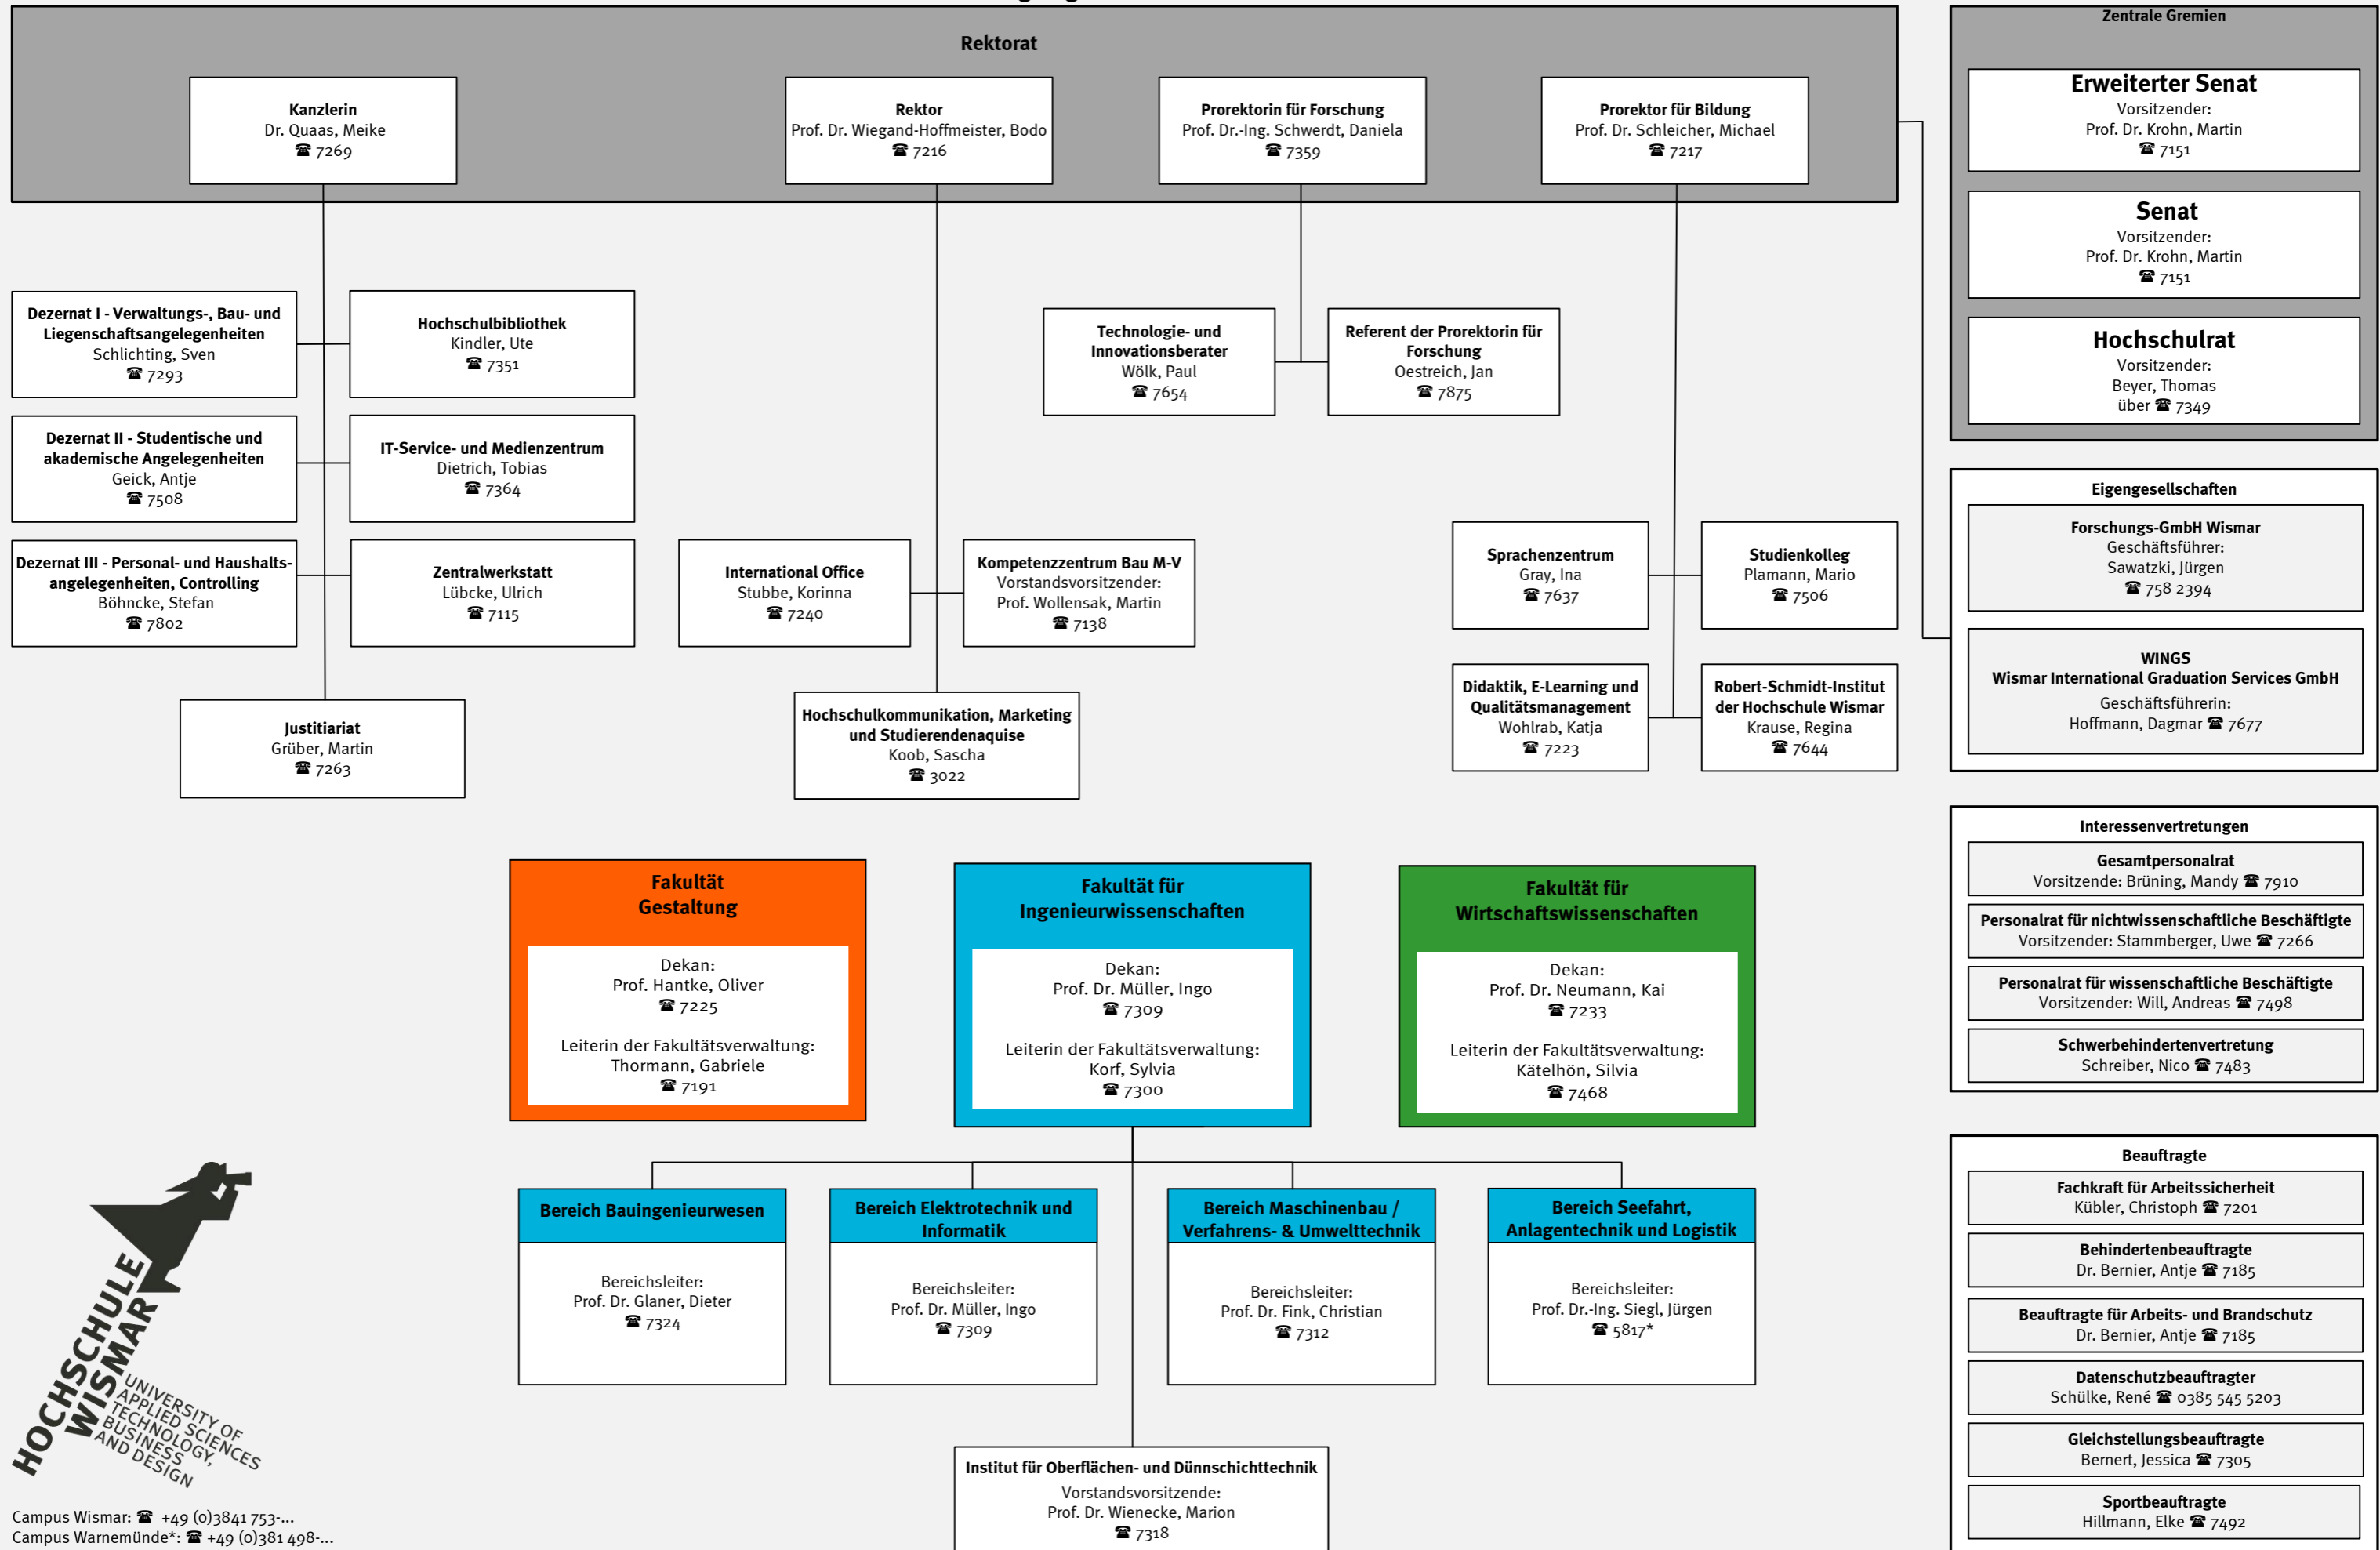 Rektorat
Kanzlerin
Dr. Quaas, Meike
☎ 7269
Rektor
Prof. Dr. Wiegand-Hoffmeister, Bodo
☎ 7216
Prorektorin für Forschung
Prof. Dr.-Ing. Schwerdt, Daniela
☎ 7359
Prorektor für Bildung
Prof. Dr. Schleicher, Michael
☎ 7217
Dezernat I - Verwaltungs-, Bau- und
Liegenschaftsangelegenheiten
Schlichting, Sven
☎ 7293
Hochschulbibliothek
Kindler, Ute
☎ 7351
Dezernat II - Studentische und
akademische Angelegenheiten
Geick, Antje
☎ 7508
IT-Service- und Medienzentrum
Dietrich, Tobias
☎ 7364
Dezernat III - Personal- und Haushalts-
angelegenheiten, Controlling
Böhncke, Stefan
☎ 7802
Zentralwerkstatt
Lübcke, Ulrich
☎ 7115
Justitiariat
Grüber, Martin
☎ 7263
International Office
Stubbe, Korinna
☎ 7240
Kompetenzzentrum Bau M-V
Vorstandsvorsitzender:
Prof. Wollensak, Martin
☎ 7138
Hochschulkommunikation, Marketing
und Studierendenaquise
Koob, Sascha
☎ 3022
Technologie- und
Innovationsberater
Wölk, Paul
☎ 7654
Referent der Prorektorin für
Forschung
Oestreich, Jan
☎ 7875
Sprachenzentrum
Gray, Ina
☎ 7637
Studienkolleg
Plamann, Mario
☎ 7506
Didaktik, E-Learning und
Qualitätsmanagement
Wohlrab, Katja
☎ 7223
Robert-Schmidt-Institut
der Hochschule Wismar
Krause, Regina
☎ 7644
Zentrale Gremien
Erweiterter Senat
Vorsitzender:
Prof. Dr. Krohn, Martin
☎ 7151
Senat
Vorsitzender:
Prof. Dr. Krohn, Martin
☎ 7151
Hochschulrat
Vorsitzender:
Beyer, Thomas
über ☎ 7349
Eigengesellschaften
Forschungs-GmbH Wismar
Geschäftsführer:
Sawatzki, Jürgen
☎ 758 2394
WINGS
Wismar International Graduation Services GmbH
Geschäftsführerin:
Hoffmann, Dagmar ☎ 7677
Interessenvertretungen
Gesamtpersonalrat
Vorsitzende: Brüning, Mandy ☎ 7910
Personalrat für nichtwissenschaftliche Beschäftigte
Vorsitzender: Stammberger, Uwe ☎ 7266
Personalrat für wissenschaftliche Beschäftigte
Vorsitzender: Will, Andreas ☎ 7498
Schwerbehindertenvertretung
Schreiber, Nico ☎ 7483
Beauftragte
Fachkraft für Arbeitssicherheit
Kübler, Christoph ☎ 7201
Behindertenbeauftragte
Dr. Bernier, Antje ☎ 7185
Beauftragte für Arbeits- und Brandschutz
Dr. Bernier, Antje ☎ 7185
Datenschutzbeauftragter
Schülke, René ☎ 0385 545 5203
Gleichstellungsbeauftragte
Bernert, Jessica ☎ 7305
Sportbeauftragte
Hillmann, Elke ☎ 7492
Fakultät
Gestaltung
Dekan:
Prof. Hantke, Oliver
☎ 7225
Leiterin der Fakultätsverwaltung:
Thormann, Gabriele
☎ 7191
Fakultät für
Ingenieurwissenschaften
Dekan:
Prof. Dr. Müller, Ingo
☎ 7309
Leiterin der Fakultätsverwaltung:
Korf, Sylvia
☎ 7300
Fakultät für
Wirtschaftswissenschaften
Dekan:
Prof. Dr. Neumann, Kai
☎ 7233
Leiterin der Fakultätsverwaltung:
Kätelhön, Silvia
☎ 7468
Bereich Bauingenieurwesen
Bereichsleiter:
Prof. Dr. Glaner, Dieter
☎ 7324
Bereich Elektrotechnik und
Informatik
Bereichsleiter:
Prof. Dr. Müller, Ingo
☎ 7309
Bereich Maschinenbau /
Verfahrens- & Umwelttechnik
Bereichsleiter:
Prof. Dr. Fink, Christian
☎ 7312
Bereich Seefahrt,
Anlagentechnik und Logistik
Bereichsleiter:
Prof. Dr.-Ing. Siegl, Jürgen
☎ 5817*
Institut für Oberflächen- und Dünnschichttechnik
Vorstandsvorsitzende:
Prof. Dr. Wienecke, Marion
☎ 7318
HOCHSCHULE
WISMAR
UNIVERSITY OF
APPLIED SCIENCES
TECHNOLOGY,
BUSINESS
AND DESIGN
Campus Wismar: ☎ +49 (0)3841 753-...
Campus Warnemünde*: ☎ +49 (0)381 498-...